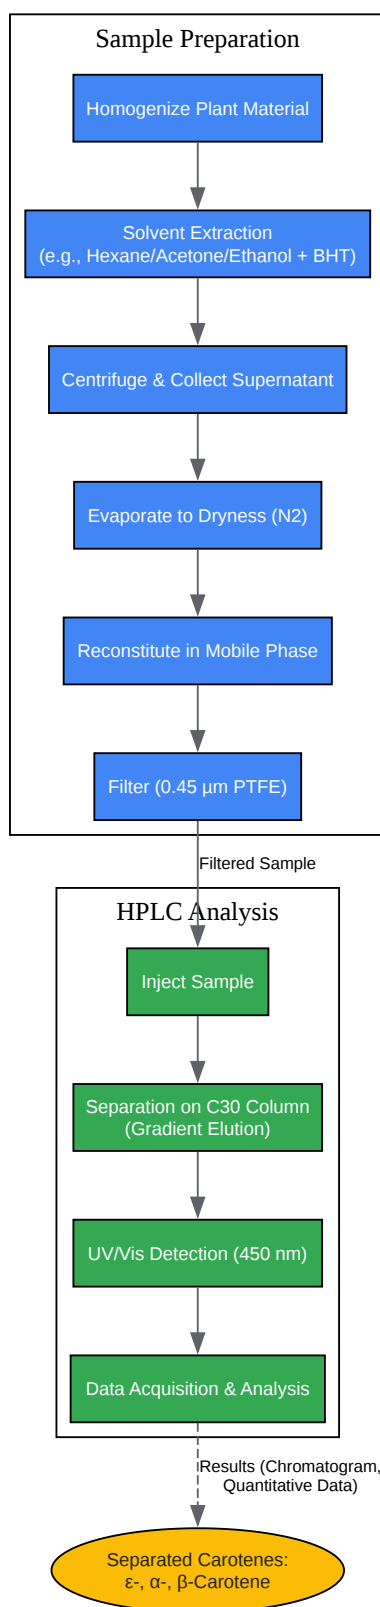 Sample Preparation
Homogenize Plant Material
Solvent Extraction
(e.g., Hexane/Acetone/Ethanol + BHT)
Centrifuge & Collect Supernatant
Evaporate to Dryness (N2)
Reconstitute in Mobile Phase
Filter (0.45 µm PTFE)
Filtered Sample
HPLC Analysis
Inject Sample
Separation on C30 Column
(Gradient Elution)
UV/Vis Detection (450 nm)
Data Acquisition & Analysis
Results (Chromatogram,
Quantitative Data)
Separated Carotenes:
ε-, α-, β-Carotene